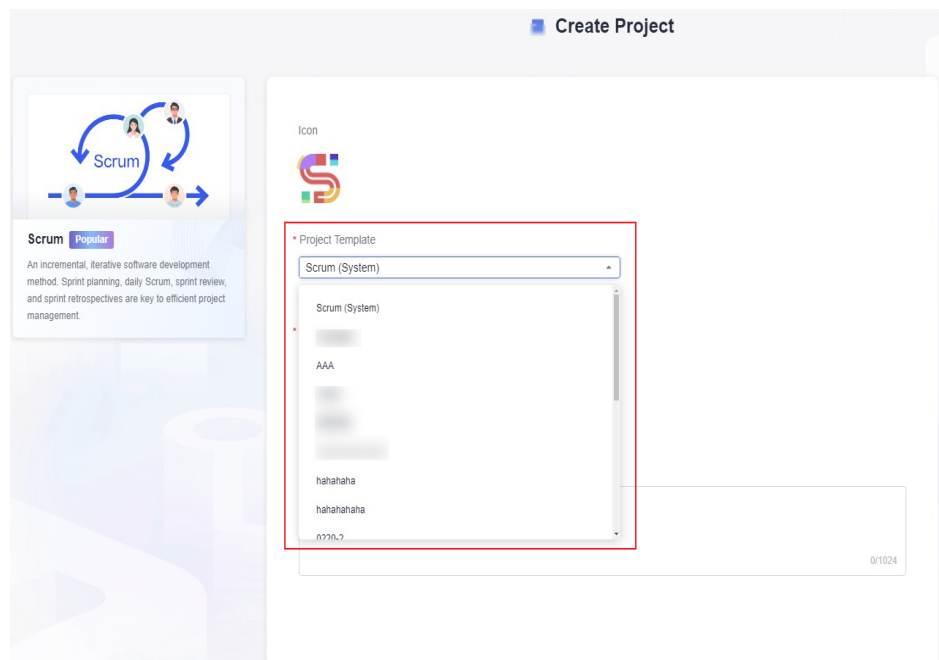 Create Project
Scrum
Scrum Popular
An incremental, iterative software development
method. Sprint planning, daily Scrum, sprint review,
and sprint retrospectives are key to efficient project
management.
Icon
* Project Template
Scrum (System)
Scrum (System)
*
AAA
hahahaha
hahahahaha
0220-2
0/1024